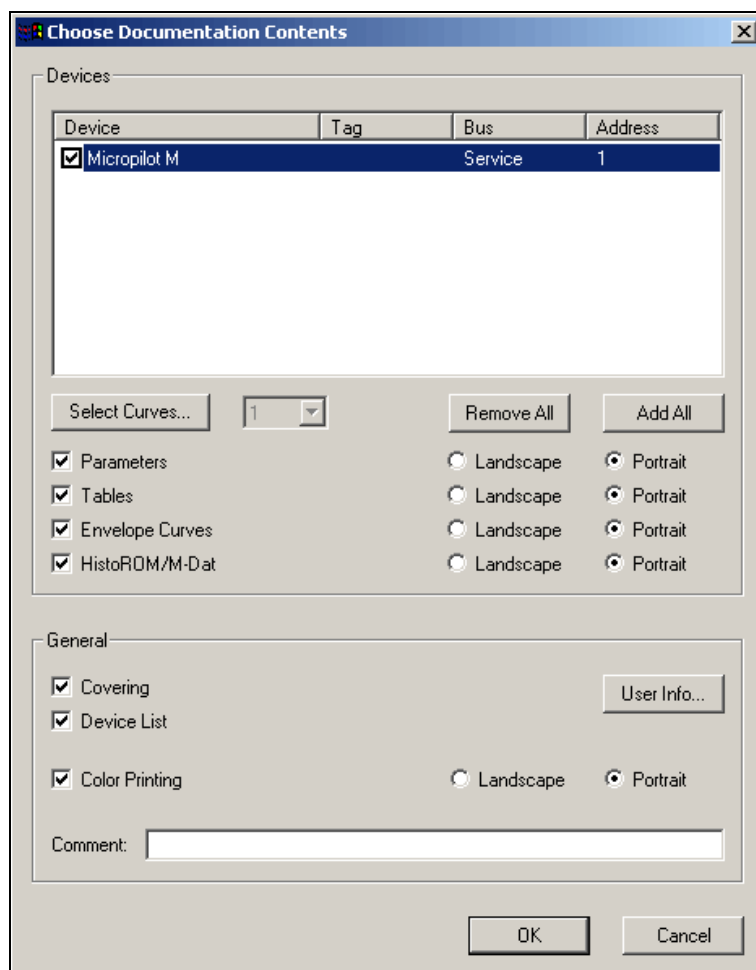 Choose Documentation Contents
Devices
Device Tag Bus Address
Micropilot M Service 1
Select Curves... 1 Remove All Add All
Parameters Landscape Portrait
Tables Landscape Portrait
Envelope Curves Landscape Portrait
HistoROM/M-Dat Landscape Portrait
General
Covering User Info...
Device List
Color Printing Landscape Portrait
Comment:
OK Cancel